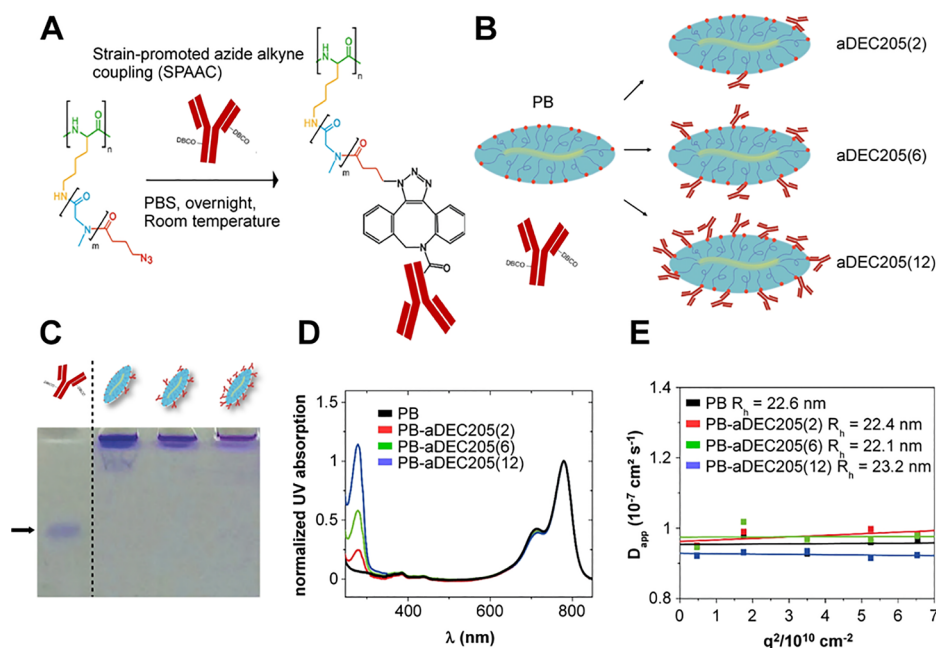 A
Strain-promoted azide alkyne
coupling (SPAAC)
PBS, overnight,
Room temperature
H
N
O
n
HN
O
N
m
O
N3
DBCO
DBCO
H
N
O
n
HN
O
N
m
O
N
N
N
N
O
B
PB
DBCO
DBCO
aDEC205(2)
aDEC205(6)
aDEC205(12)
C
D
normalized UV absorption
1.5
1
0.5
0
PB
PB-aDEC205(2)
PB-aDEC205(6)
PB-aDEC205(12)
400
600
800
λ (nm)
E
Dapp (10⁻⁷ cm² s⁻¹)
1.4
1.2
1
0.8
PB Rh = 22.6 nm
PB-aDEC205(2) Rh = 22.4 nm
PB-aDEC205(6) Rh = 22.1 nm
PB-aDEC205(12) Rh = 23.2 nm
0 1 2 3 4 5 6 7
q²/10¹⁰ cm⁻²